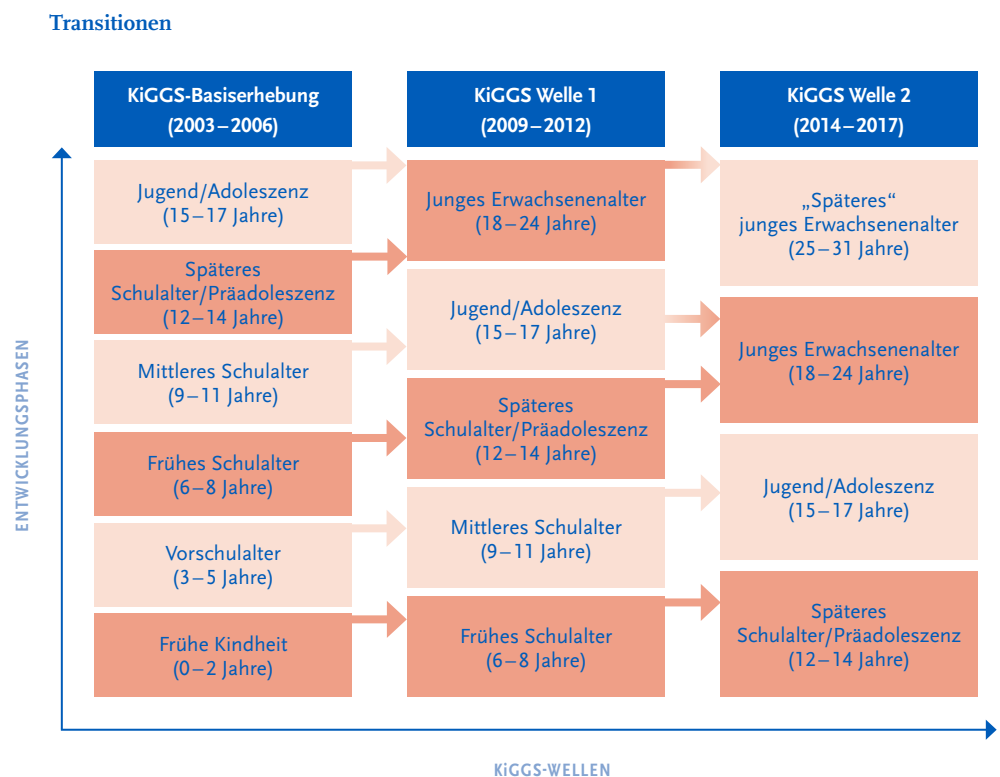 Transitionen
KiGGS-Basiserhebung
(2003–2006)
Jugend/Adoleszenz
(15–17 Jahre)
Späteres
Schulalter/Präadoleszenz
(12–14 Jahre)
Mittleres Schulalter
(9–11 Jahre)
Frühes Schulalter
(6–8 Jahre)
Vorschulalter
(3–5 Jahre)
Frühe Kindheit
(0–2 Jahre)
KiGGS Welle 1
(2009–2012)
Junges Erwachsenenalter
(18–24 Jahre)
Jugend/Adoleszenz
(15–17 Jahre)
Späteres
Schulalter/Präadoleszenz
(12–14 Jahre)
Mittleres Schulalter
(9–11 Jahre)
Frühes Schulalter
(6–8 Jahre)
KiGGS Welle 2
(2014–2017)
„Späteres“
junges Erwachsenenalter
(25–31 Jahre)
Junges Erwachsenenalter
(18–24 Jahre)
Jugend/Adoleszenz
(15–17 Jahre)
Späteres
Schulalter/Präadoleszenz
(12–14 Jahre)
ENTWICKLUNGSPHASEN
KiGGS-WELLEN